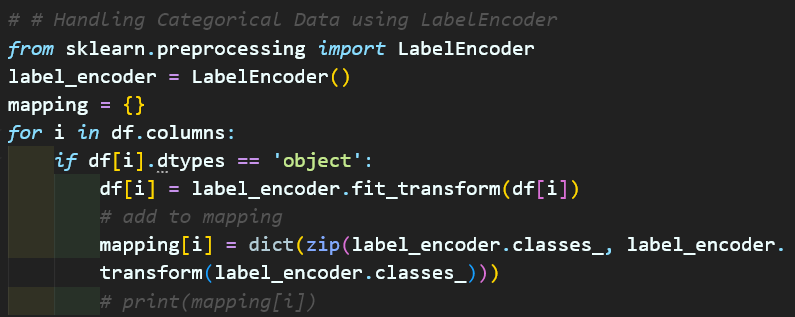 # # Handling Categorical Data using LabelEncoder
from sklearn.preprocessing import LabelEncoder
label_encoder = LabelEncoder()
mapping = {}
for i in df.columns:
    if df[i].dtypes == 'object':
        df[i] = label_encoder.fit_transform(df[i])
        # add to mapping
        mapping[i] = dict(zip(label_encoder.classes_, label_encoder.
        transform(label_encoder.classes_)))
        # print(mapping[i])